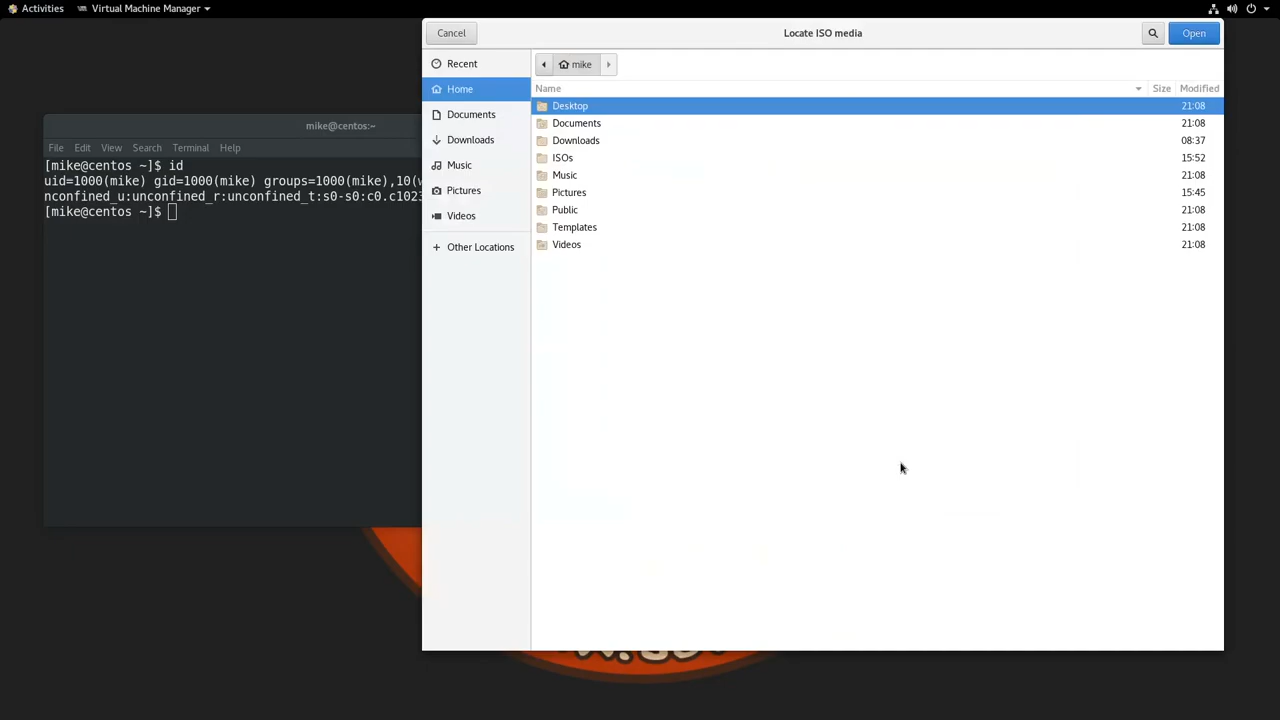 Activities Virtual Machine Manager
Cancel Locate ISO media Open
Recent
Home
Documents
Downloads
Music
Pictures
Videos
Other Locations
mike
Name Size Modified
Desktop 21:08
Documents 21:08
Downloads 08:37
ISOs 15:52
Music 21:08
Pictures 15:45
Public 21:08
Templates 21:08
Videos 21:08
mike@centos:~
File Edit View Search Terminal Help
[mike@centos ~]$ id
uid=1000(mike) gid=1000(mike) groups=1000(mike),10(
nconfined_u:unconfined_r:unconfined_t:s0-s0:c0.c1023
[mike@centos ~]$